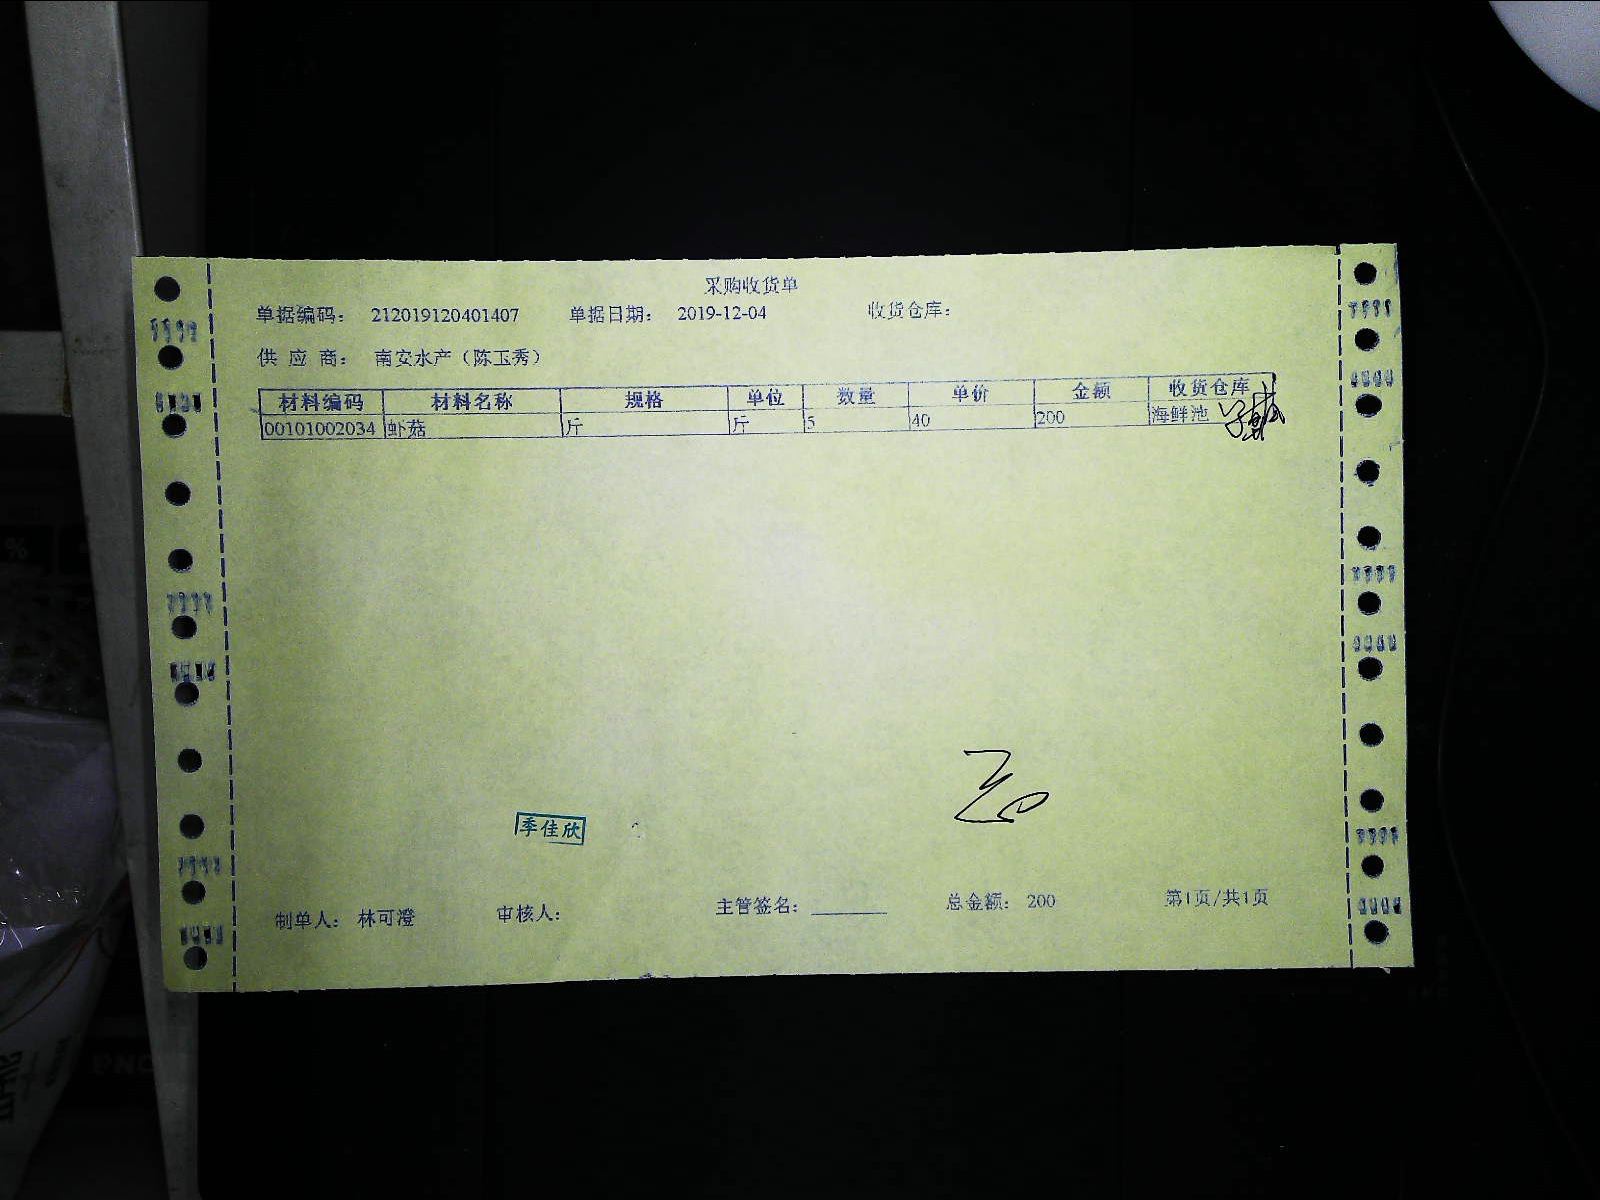 采购收货单
单据编码： 212019120401407 单据日期： 2019-12-04 收货仓库：
供 应 商： 南安水产（陈玉秀）
材料编码 材料名称 规格 单位 数量 单价 金额 收货仓库
00101002034 虾菇 斤 斤 5 40 200 海鲜池
季佳欣
制单人： 林可澄 审核人： 主管签名： ________ 总金额： 200 第1页/共1页